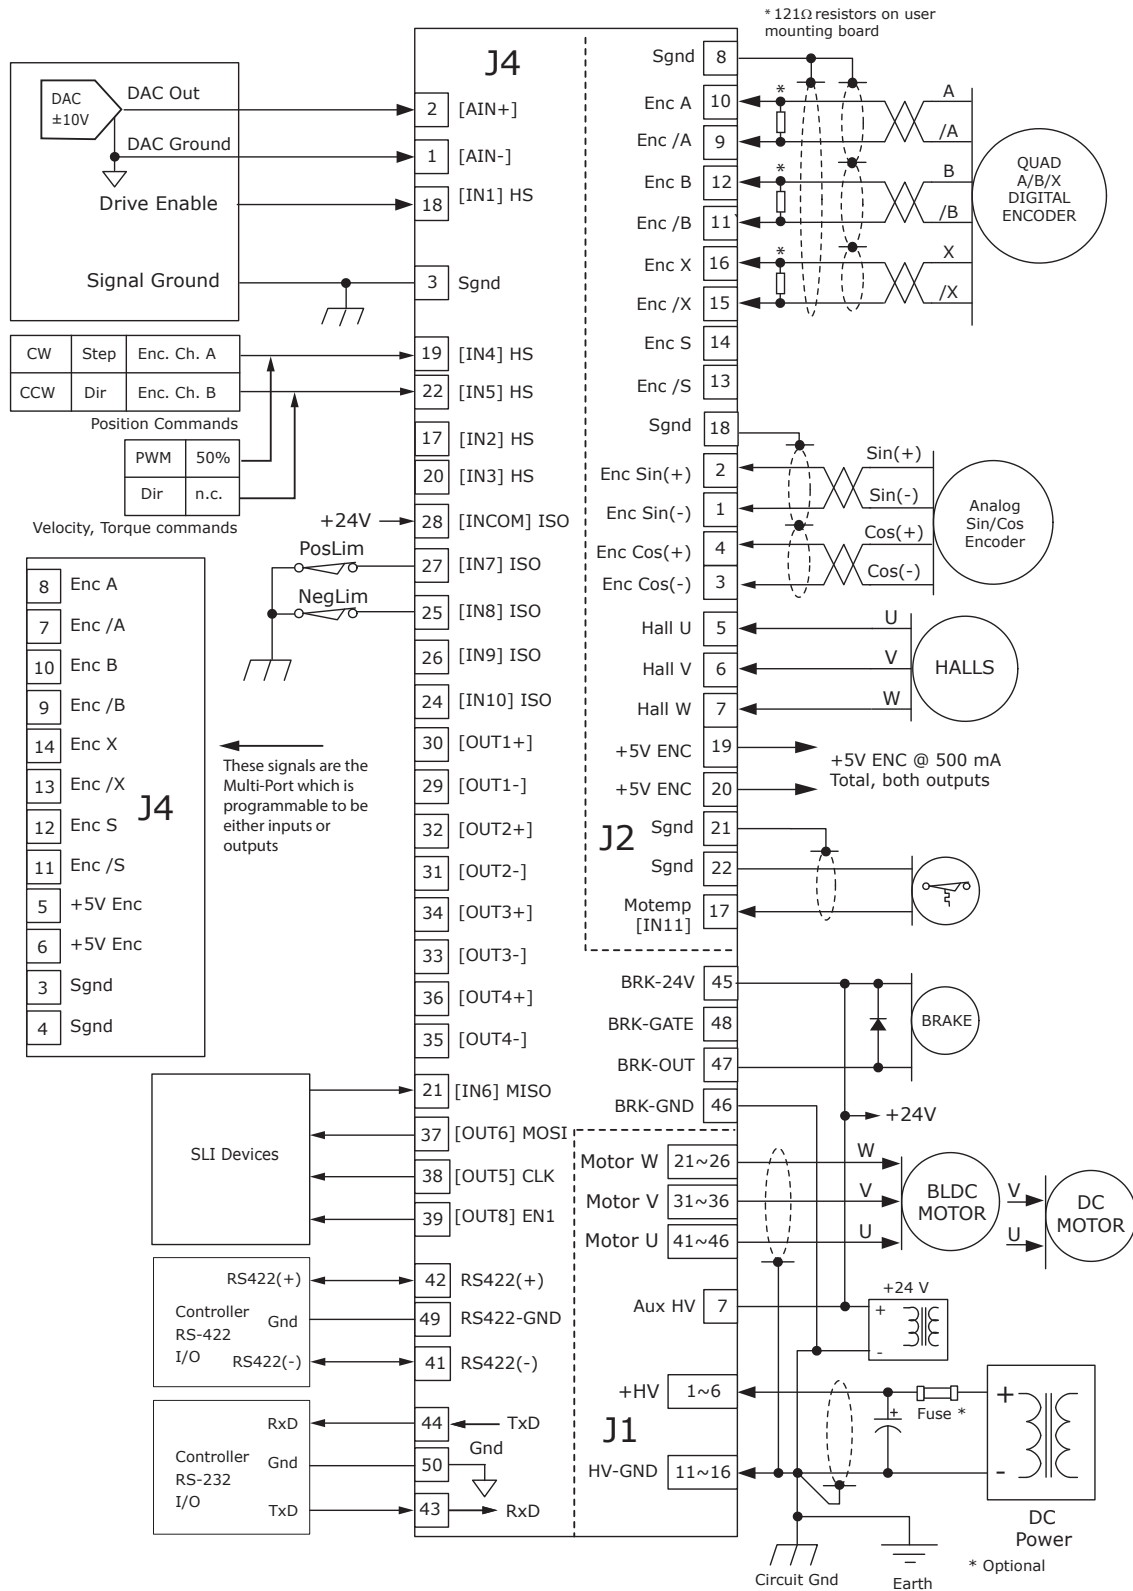 * 121Ω resistors on user
mounting board
DAC
±10V
DAC Out
DAC Ground
Drive Enable
Signal Ground
CW Step Enc. Ch. A
CCW Dir Enc. Ch. B
Position Commands
PWM 50%
Dir n.c.
Velocity, Torque commands
+24V
PosLim
NegLim
8 Enc A
7 Enc /A
10 Enc B
9 Enc /B
14 Enc X
13 Enc /X
12 Enc S
11 Enc /S
5 +5V Enc
6 +5V Enc
3 Sgnd
4 Sgnd
J4
These signals are the
Multi-Port which is
programmable to be
either inputs or
outputs
SLI Devices
Controller
RS-422
I/O
RS422(+)
Gnd
RS422(-)
Controller
RS-232
I/O
RxD
Gnd
TxD
J4
2 [AIN+]
1 [AIN-]
18 [IN1] HS
3 Sgnd
19 [IN4] HS
22 [IN5] HS
17 [IN2] HS
20 [IN3] HS
28 [INCOM] ISO
27 [IN7] ISO
25 [IN8] ISO
26 [IN9] ISO
24 [IN10] ISO
30 [OUT1+]
29 [OUT1-]
32 [OUT2+]
31 [OUT2-]
34 [OUT3+]
33 [OUT3-]
36 [OUT4+]
35 [OUT4-]
21 [IN6] MISO
37 [OUT6] MOSI
38 [OUT5] CLK
39 [OUT8] EN1
42 RS422(+)
49 RS422-GND
41 RS422(-)
44 TxD
50 Gnd
43 RxD
Sgnd 8
Enc A 10 * A
Enc /A 9 /A
Enc B 12 * B
Enc /B 11 /B
Enc X 16 * X
Enc /X 15 /X
QUAD
A/B/X
DIGITAL
ENCODER
Enc S 14
Enc /S 13
Sgnd 18
Enc Sin(+) 2 Sin(+)
Enc Sin(-) 1 Sin(-)
Enc Cos(+) 4 Cos(+)
Enc Cos(-) 3 Cos(-)
Analog
Sin/Cos
Encoder
Hall U 5 U
Hall V 6 V
Hall W 7 W
HALLS
+5V ENC 19
+5V ENC 20
+5V ENC @ 500 mA
Total, both outputs
J2
Sgnd 21
Sgnd 22
Motemp
[IN11] 17
BRK-24V 45
BRK-GATE 48
BRK-OUT 47
BRK-GND 46
BRAKE
+24V
Motor W 21~26 W
Motor V 31~36 V
Motor U 41~46 U
BLDC
MOTOR
V
U
DC
MOTOR
Aux HV 7
+24 V
+
-
+HV 1~6
+
Fuse *
J1
HV-GND 11~16
+
-
DC
Power
* Optional
Circuit Gnd
Earth